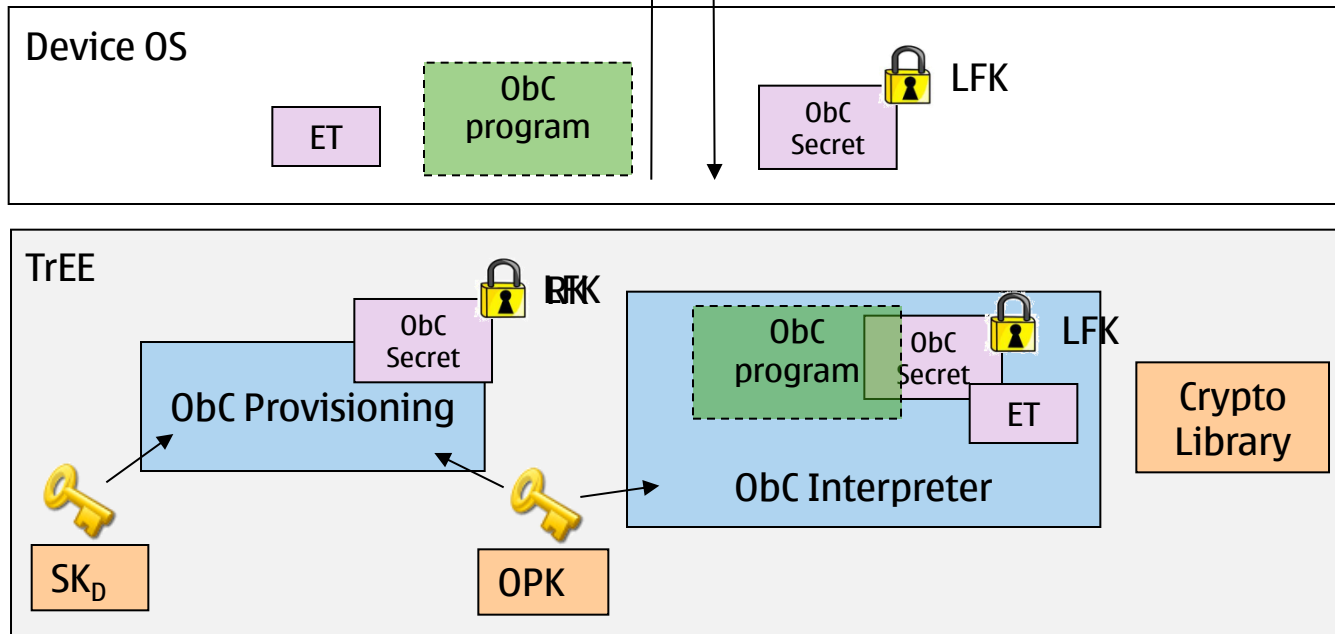 Device OS
ET
ObC
program
ObC
Secret
LFK
TrEE
ObC
Secret
ObC Provisioning
ObC
program
ObC
Secret
LFK
ET
ObC Interpreter
Crypto
Library
SKD
OPK